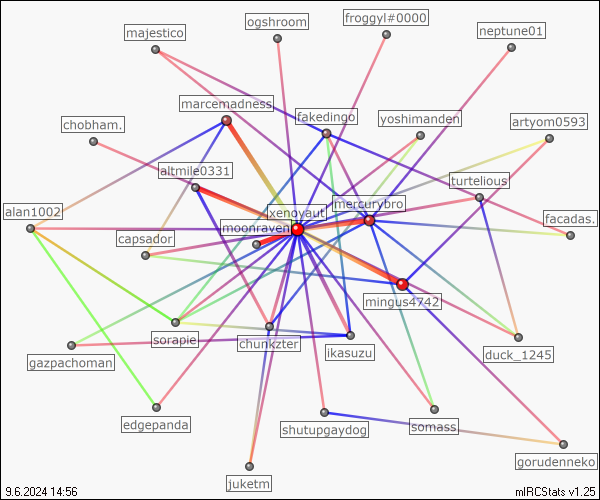 froggyl#0000
ogshroom
neptune01
majestico
marcemadness
fakedingo
yoshimanden
artyom0593
chobham.
altmile0331
turtelious
alan1002
xenoyaut
mercurybro
facadas.
moonraven
capsador
mingus4742
sorapie
chunkzter
ikasuzu
duck_1245
gazpachoman
edgepanda
shutupgaydog
somass
gorudenneko
juketm
9.6.2024 14:56
mIRCStats v1.25